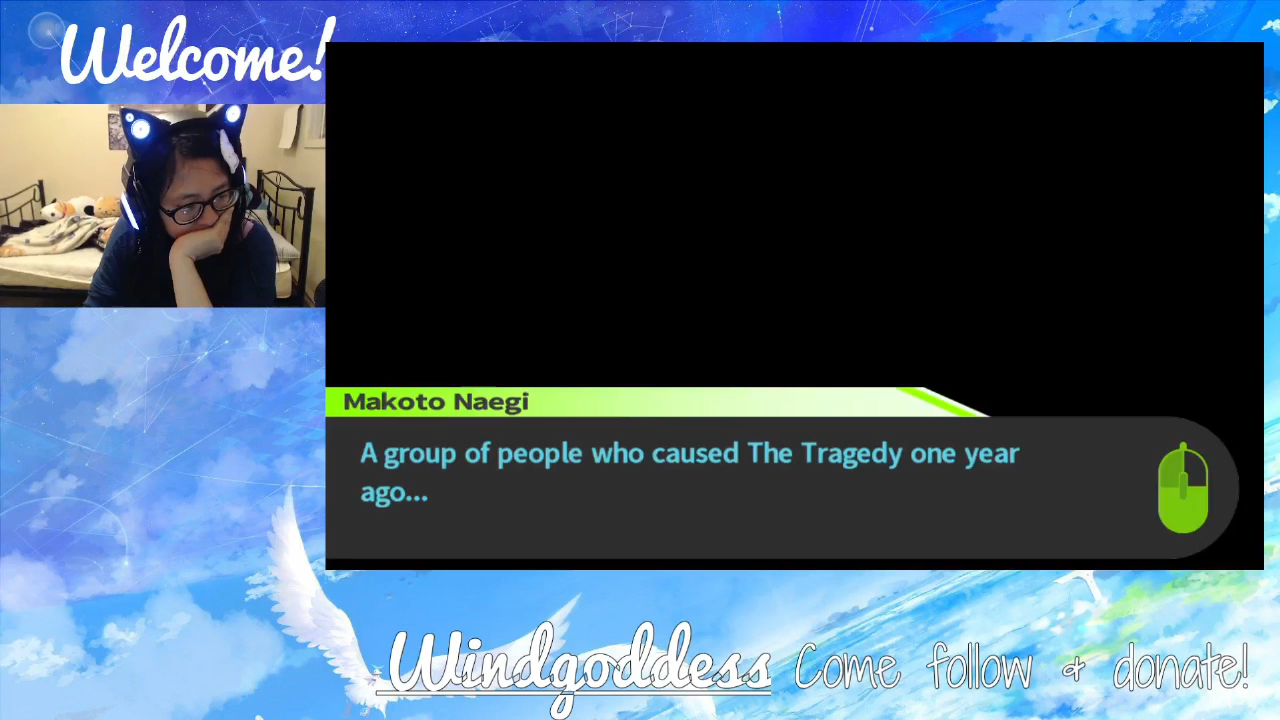 Welcome!
Makoto Naegi
A group of people who caused The Tragedy one year
ago...
Windgoddess Come follow & donate!